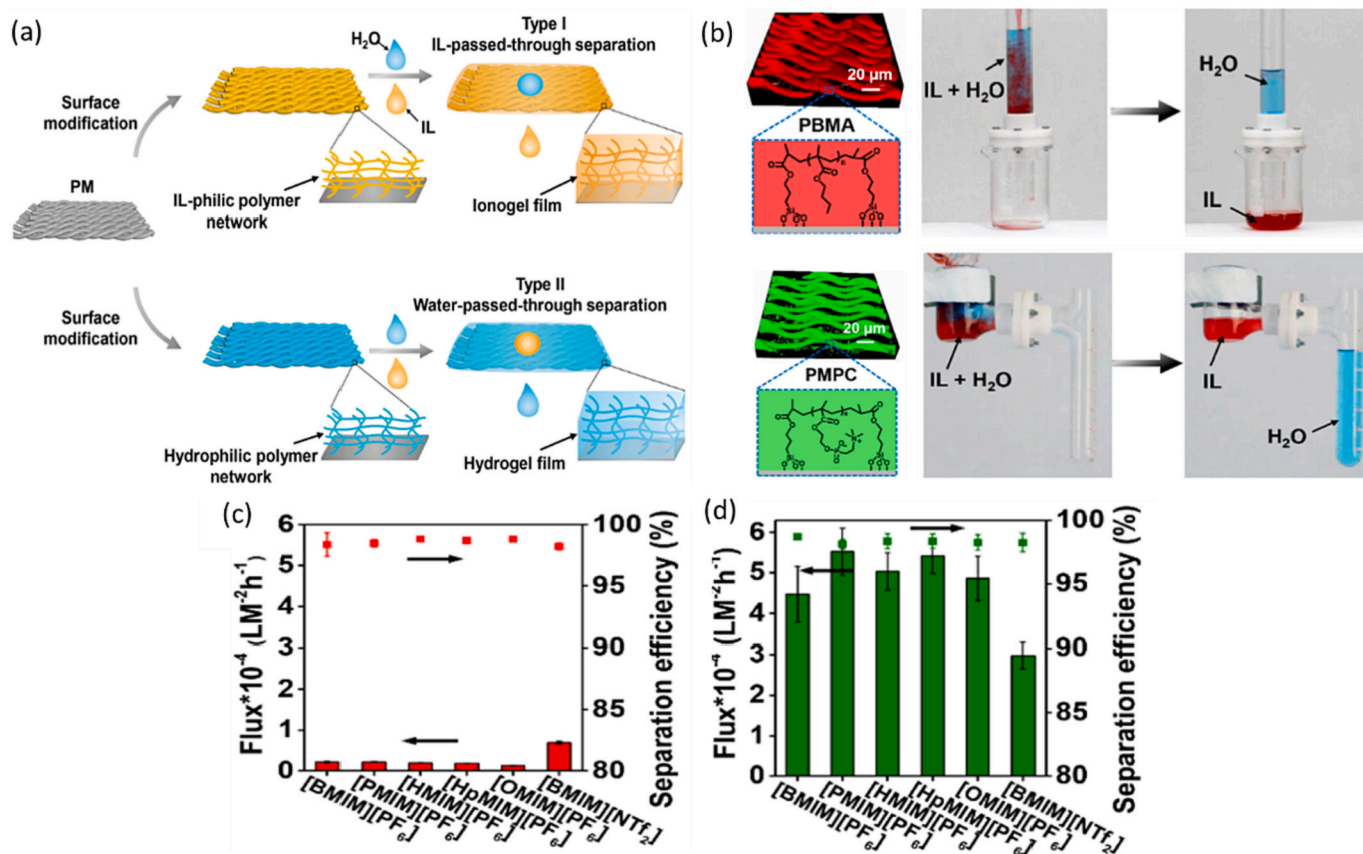 (a)
Type I
IL-passed-through separation
H₂O
IL
Surface
modification
PM
IL-philic polymer
network
Ionogel film
Surface
modification
Type II
Water-passed-through separation
Hydrophilic polymer
network
Hydrogel film
(b)
20 µm
PBMA
IL + H₂O
H₂O
IL
20 µm
PMPC
IL + H₂O
IL
H₂O
(c)
Flux*10⁻⁴ (LM⁻²h⁻¹)
6
5
4
3
2
1
0
100
95
90
85
80
Separation efficiency (%)
[BMIM][PF₆]
[PMIM][PF₆]
[HMIM][PF₆]
[HpMIM][PF₆]
[OMIM][PF₆]
[BMIM][NTf₂]
(d)
Flux*10⁻⁴ (LM⁻²h⁻¹)
6
5
4
3
2
1
0
100
95
90
85
80
Separation efficiency (%)
[BMIM][PF₆]
[PMIM][PF₆]
[HMIM][PF₆]
[HpMIM][PF₆]
[OMIM][PF₆]
[BMIM][NTf₂]